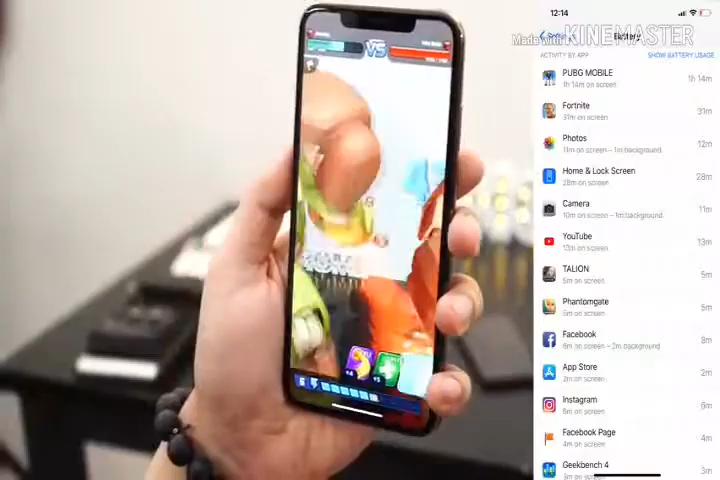 VS
12:14
Made with KINEMASTER
Battery
ACTIVITY BY APP
SHOW BATTERY USAGE
PUBG MOBILE
1h 14m
1h 14m on screen
Fortnite
31m
31m on screen
Photos
12m
11m on screen – 1m background
Home & Lock Screen
28m
28m on screen
Camera
11m
10m on screen – 1m background
YouTube
13m
13m on screen
TALION
5m
5m on screen
Phantomgate
5m
5m on screen
Facebook
8m
6m on screen – 2m background
App Store
2m
2m on screen
Instagram
6m
6m on screen
Facebook Page
4m
4m on screen
Geekbench 4
3m